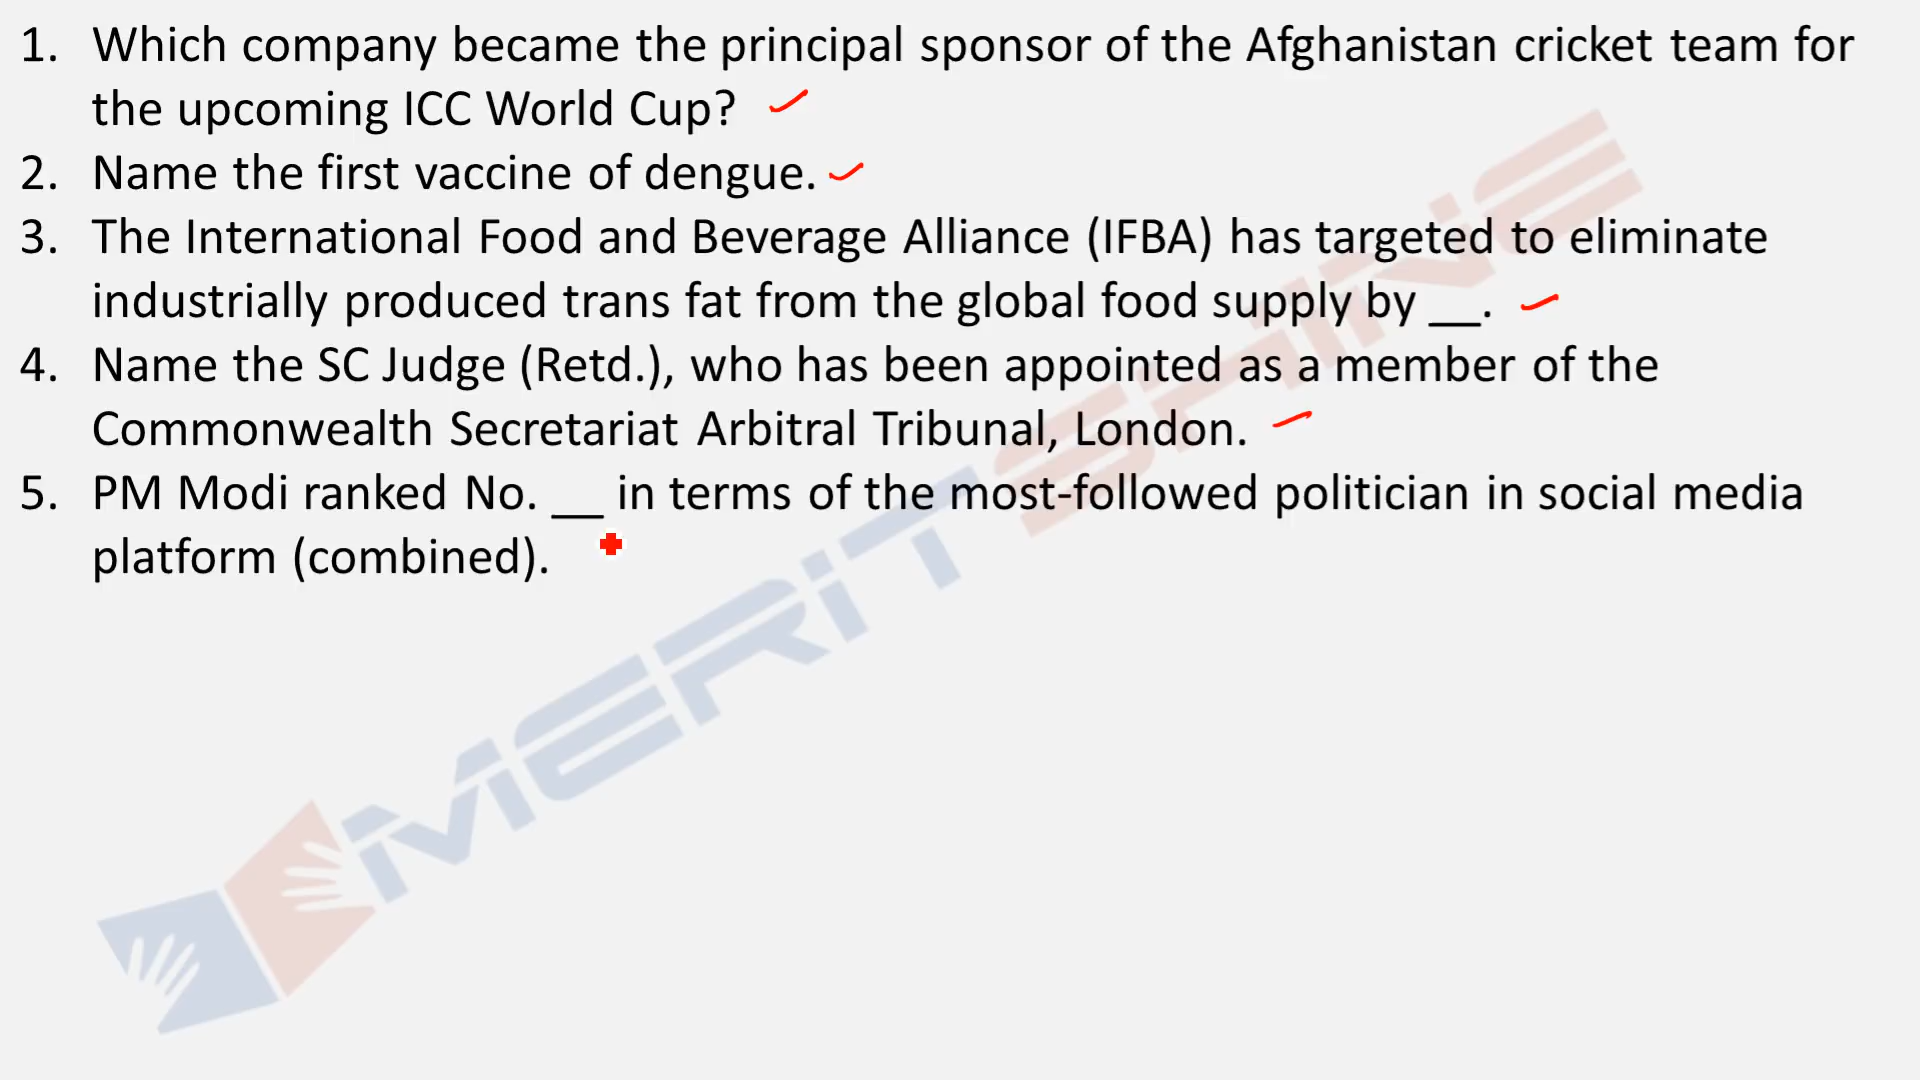 1. Which company became the principal sponsor of the Afghanistan cricket team for
the upcoming ICC World Cup?
2. Name the first vaccine of dengue.
3. The International Food and Beverage Alliance (IFBA) has targeted to eliminate
industrially produced trans fat from the global food supply by __.
4. Name the SC Judge (Retd.), who has been appointed as a member of the
Commonwealth Secretariat Arbitral Tribunal, London.
5. PM Modi ranked No. __ in terms of the most-followed politician in social media
platform (combined).
MERiT SHiNE